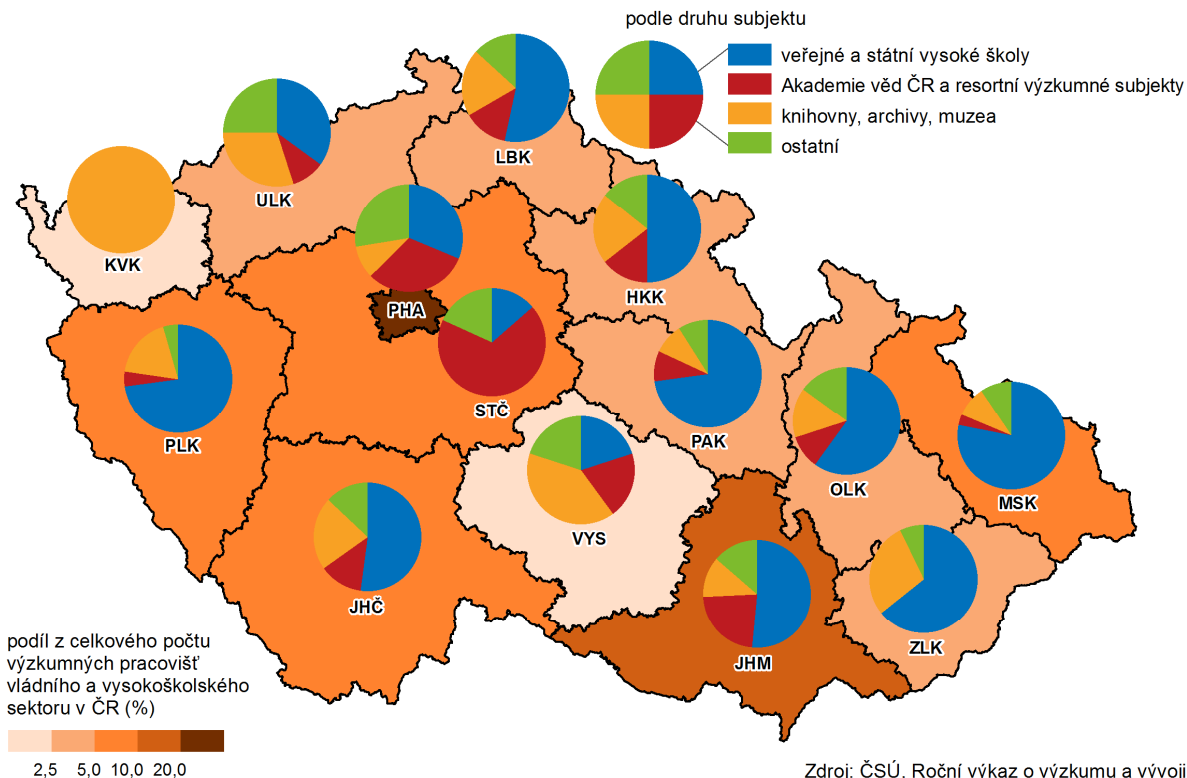 podle druhu subjektu
veřejné a státní vysoké školy
Akademie věd ČR a resortní výzkumné subjekty
knihovny, archivy, muzea
ostatní
LBK
ULK
KVK
HKK
PHA
STČ
PAK
PLK
OLK
MSK
VYS
JHČ
ZLK
JHM
podíl z celkového počtu
výzkumných pracovišť
vládního a vysokoškolského
sektoru v ČR (%)
2,5 5,0 10,0 20,0
Zdroj: ČSÚ. Roční výkaz o výzkumu a vývoji